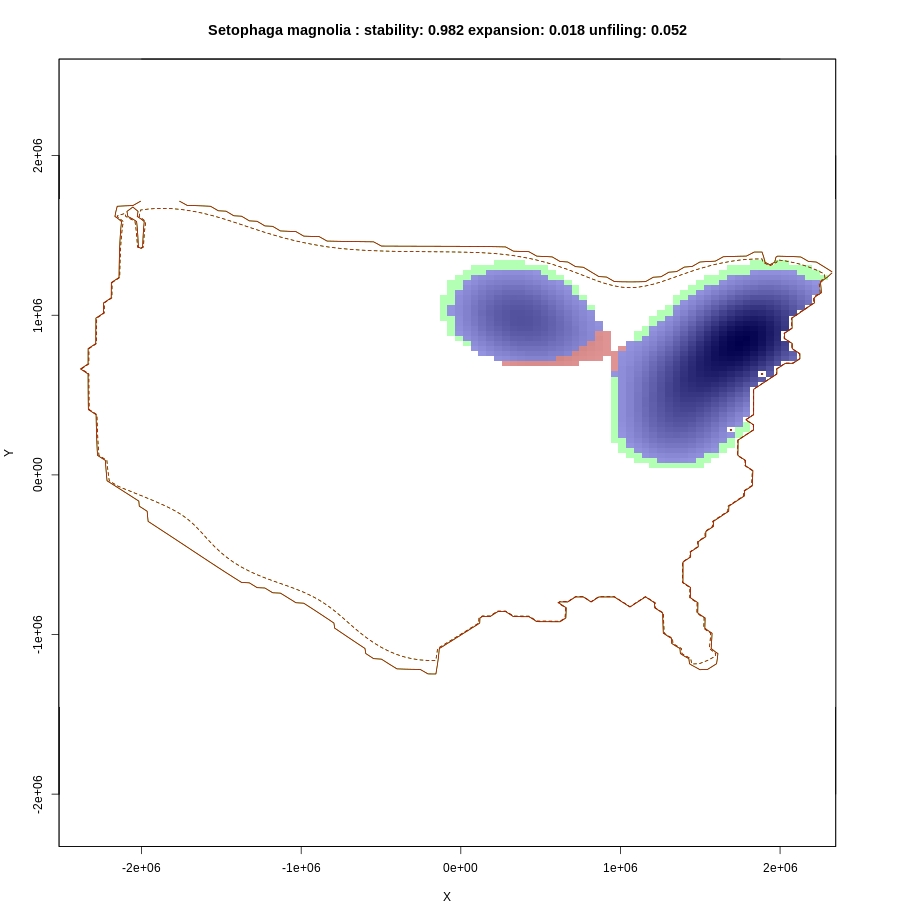 Setophaga magnolia : stability: 0.982 expansion: 0.018 unfiling: 0.052
2e+06
1e+06
Y
0e+00
-1e+06
-2e+06
-2e+06 -1e+06 0e+00 1e+06 2e+06
X